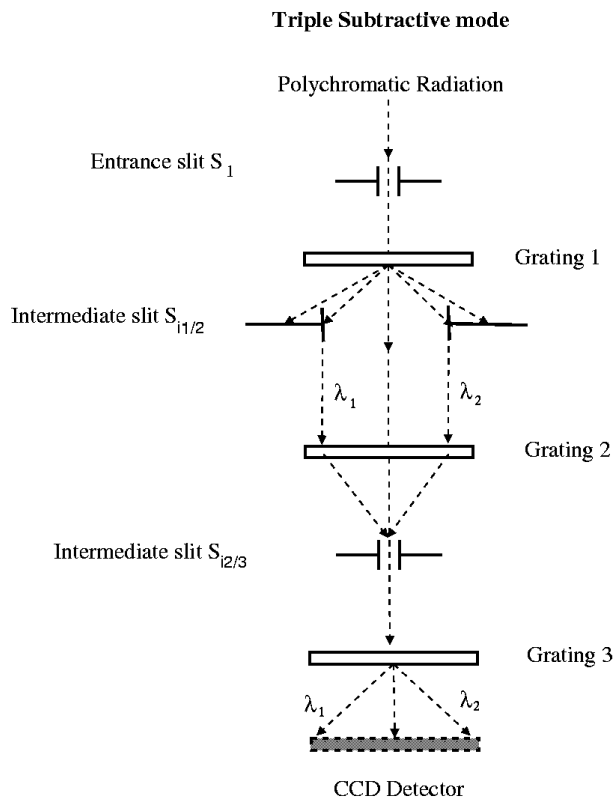 Triple Subtractive mode
Polychromatic Radiation
Entrance slit S1
Grating 1
Intermediate slit Si1/2
λ1
λ2
Grating 2
Intermediate slit Si2/3
Grating 3
λ1
λ2
CCD Detector